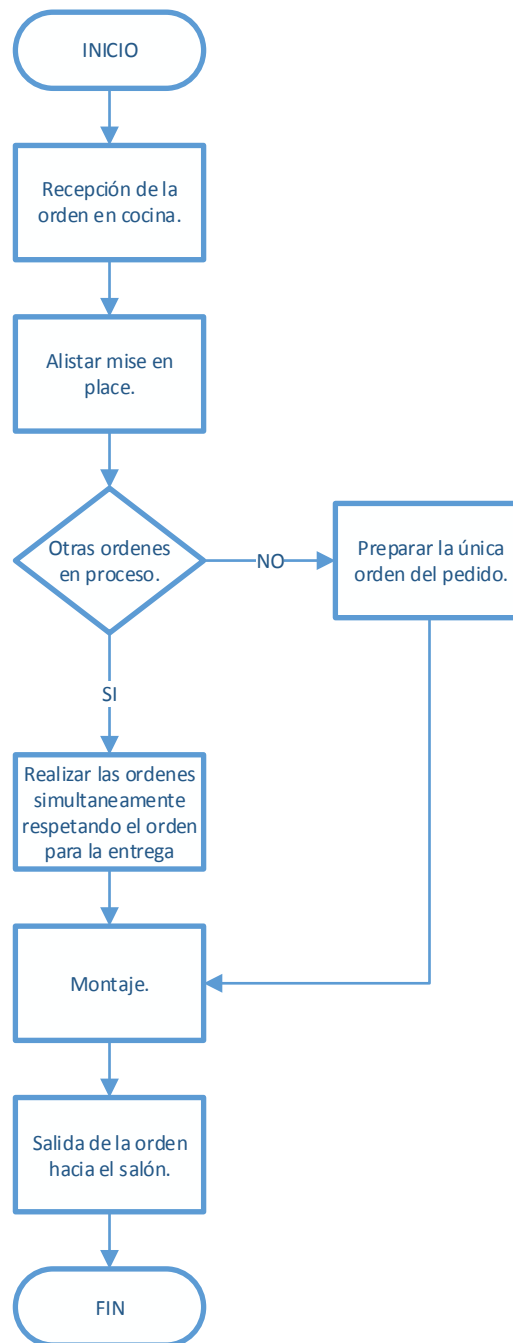 INICIO
Recepción de la
orden en cocina.
Alistar mise en
place.
Otras ordenes
en proceso.
NO
Preparar la única
orden del pedido.
SI
Realizar las ordenes
simultaneamente
respetando el orden
para la entrega
Montaje.
Salida de la orden
hacia el salón.
FIN